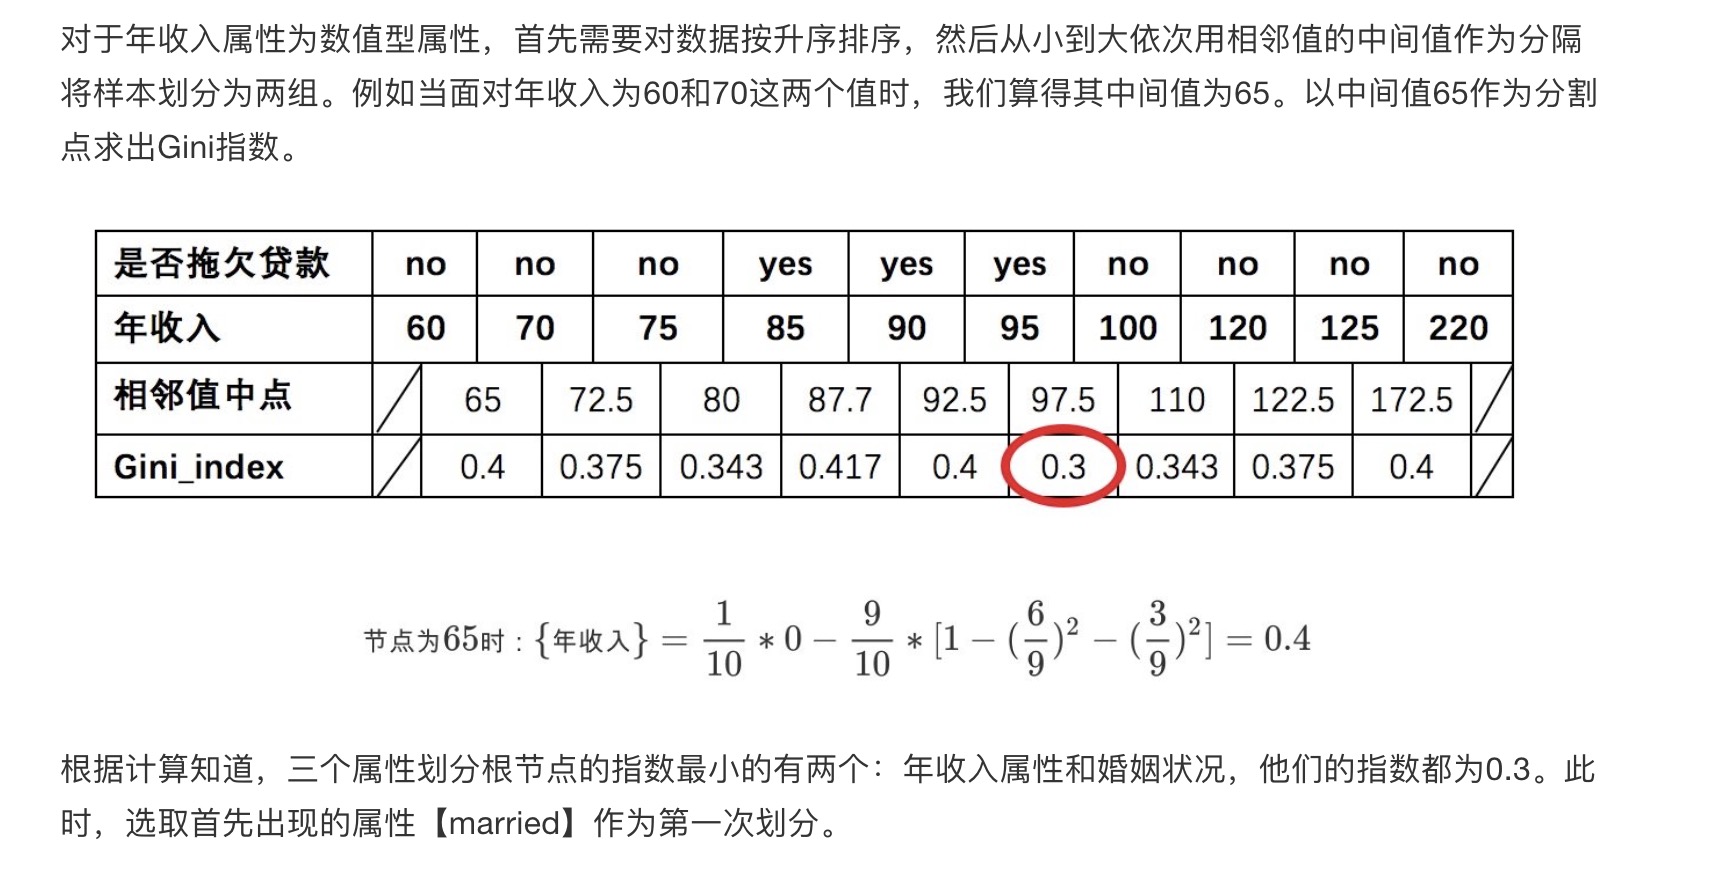 对于年收入属性为数值型属性，首先需要对数据按升序排序，然后从小到大依次用相邻值的中间值作为分隔
将样本划分为两组。例如当面对年收入为60和70这两个值时，我们算得其中间值为65。以中间值65作为分割
点求出Gini指数。
是否拖欠贷款 no no no yes yes yes no no no no
年收入 60 70 75 85 90 95 100 120 125 220
相邻值中点 65 72.5 80 87.7 92.5 97.5 110 122.5 172.5
Gini_index 0.4 0.375 0.343 0.417 0.4 0.3 0.343 0.375 0.4
节点为65时：{年收入} = 1/10 * 0 − 9/10 * [1 − (6/9)² − (3/9)²] = 0.4
根据计算知道，三个属性划分根节点的指数最小的有两个：年收入属性和婚姻状况，他们的指数都为0.3。此
时，选取首先出现的属性【married】作为第一次划分。